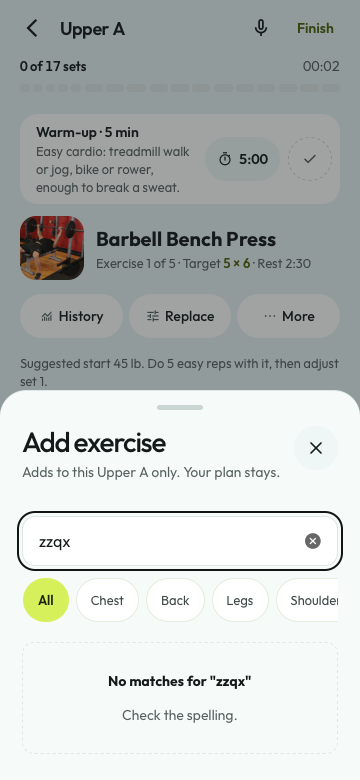 Upper A
Finish
0 of 17 sets
00:02
Warm-up · 5 min
Easy cardio: treadmill walk
or jog, bike or rower,
enough to break a sweat.
5:00
Barbell Bench Press
Exercise 1 of 5 · Target 5 × 6 · Rest 2:30
History
Replace
More
Suggested start 45 lb. Do 5 easy reps with it, then adjust
set 1.
Add exercise
Adds to this Upper A only. Your plan stays.
zzqx
All
Chest
Back
Legs
Shoulder
No matches for "zzqx"
Check the spelling.